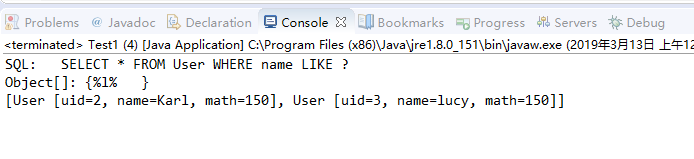 Problems @ Javadoc Declaration Console Bookmarks Progress Servers Debug
<terminated> Test1 (4) [Java Application] C:\Program Files (x86)\Java\jre1.8.0_151\bin\javaw.exe (2019年3月13日 上午12
SQL:   SELECT * FROM User WHERE name LIKE ?
Object[]: {%l%   }
[User [uid=2, name=Karl, math=150], User [uid=3, name=lucy, math=150]]